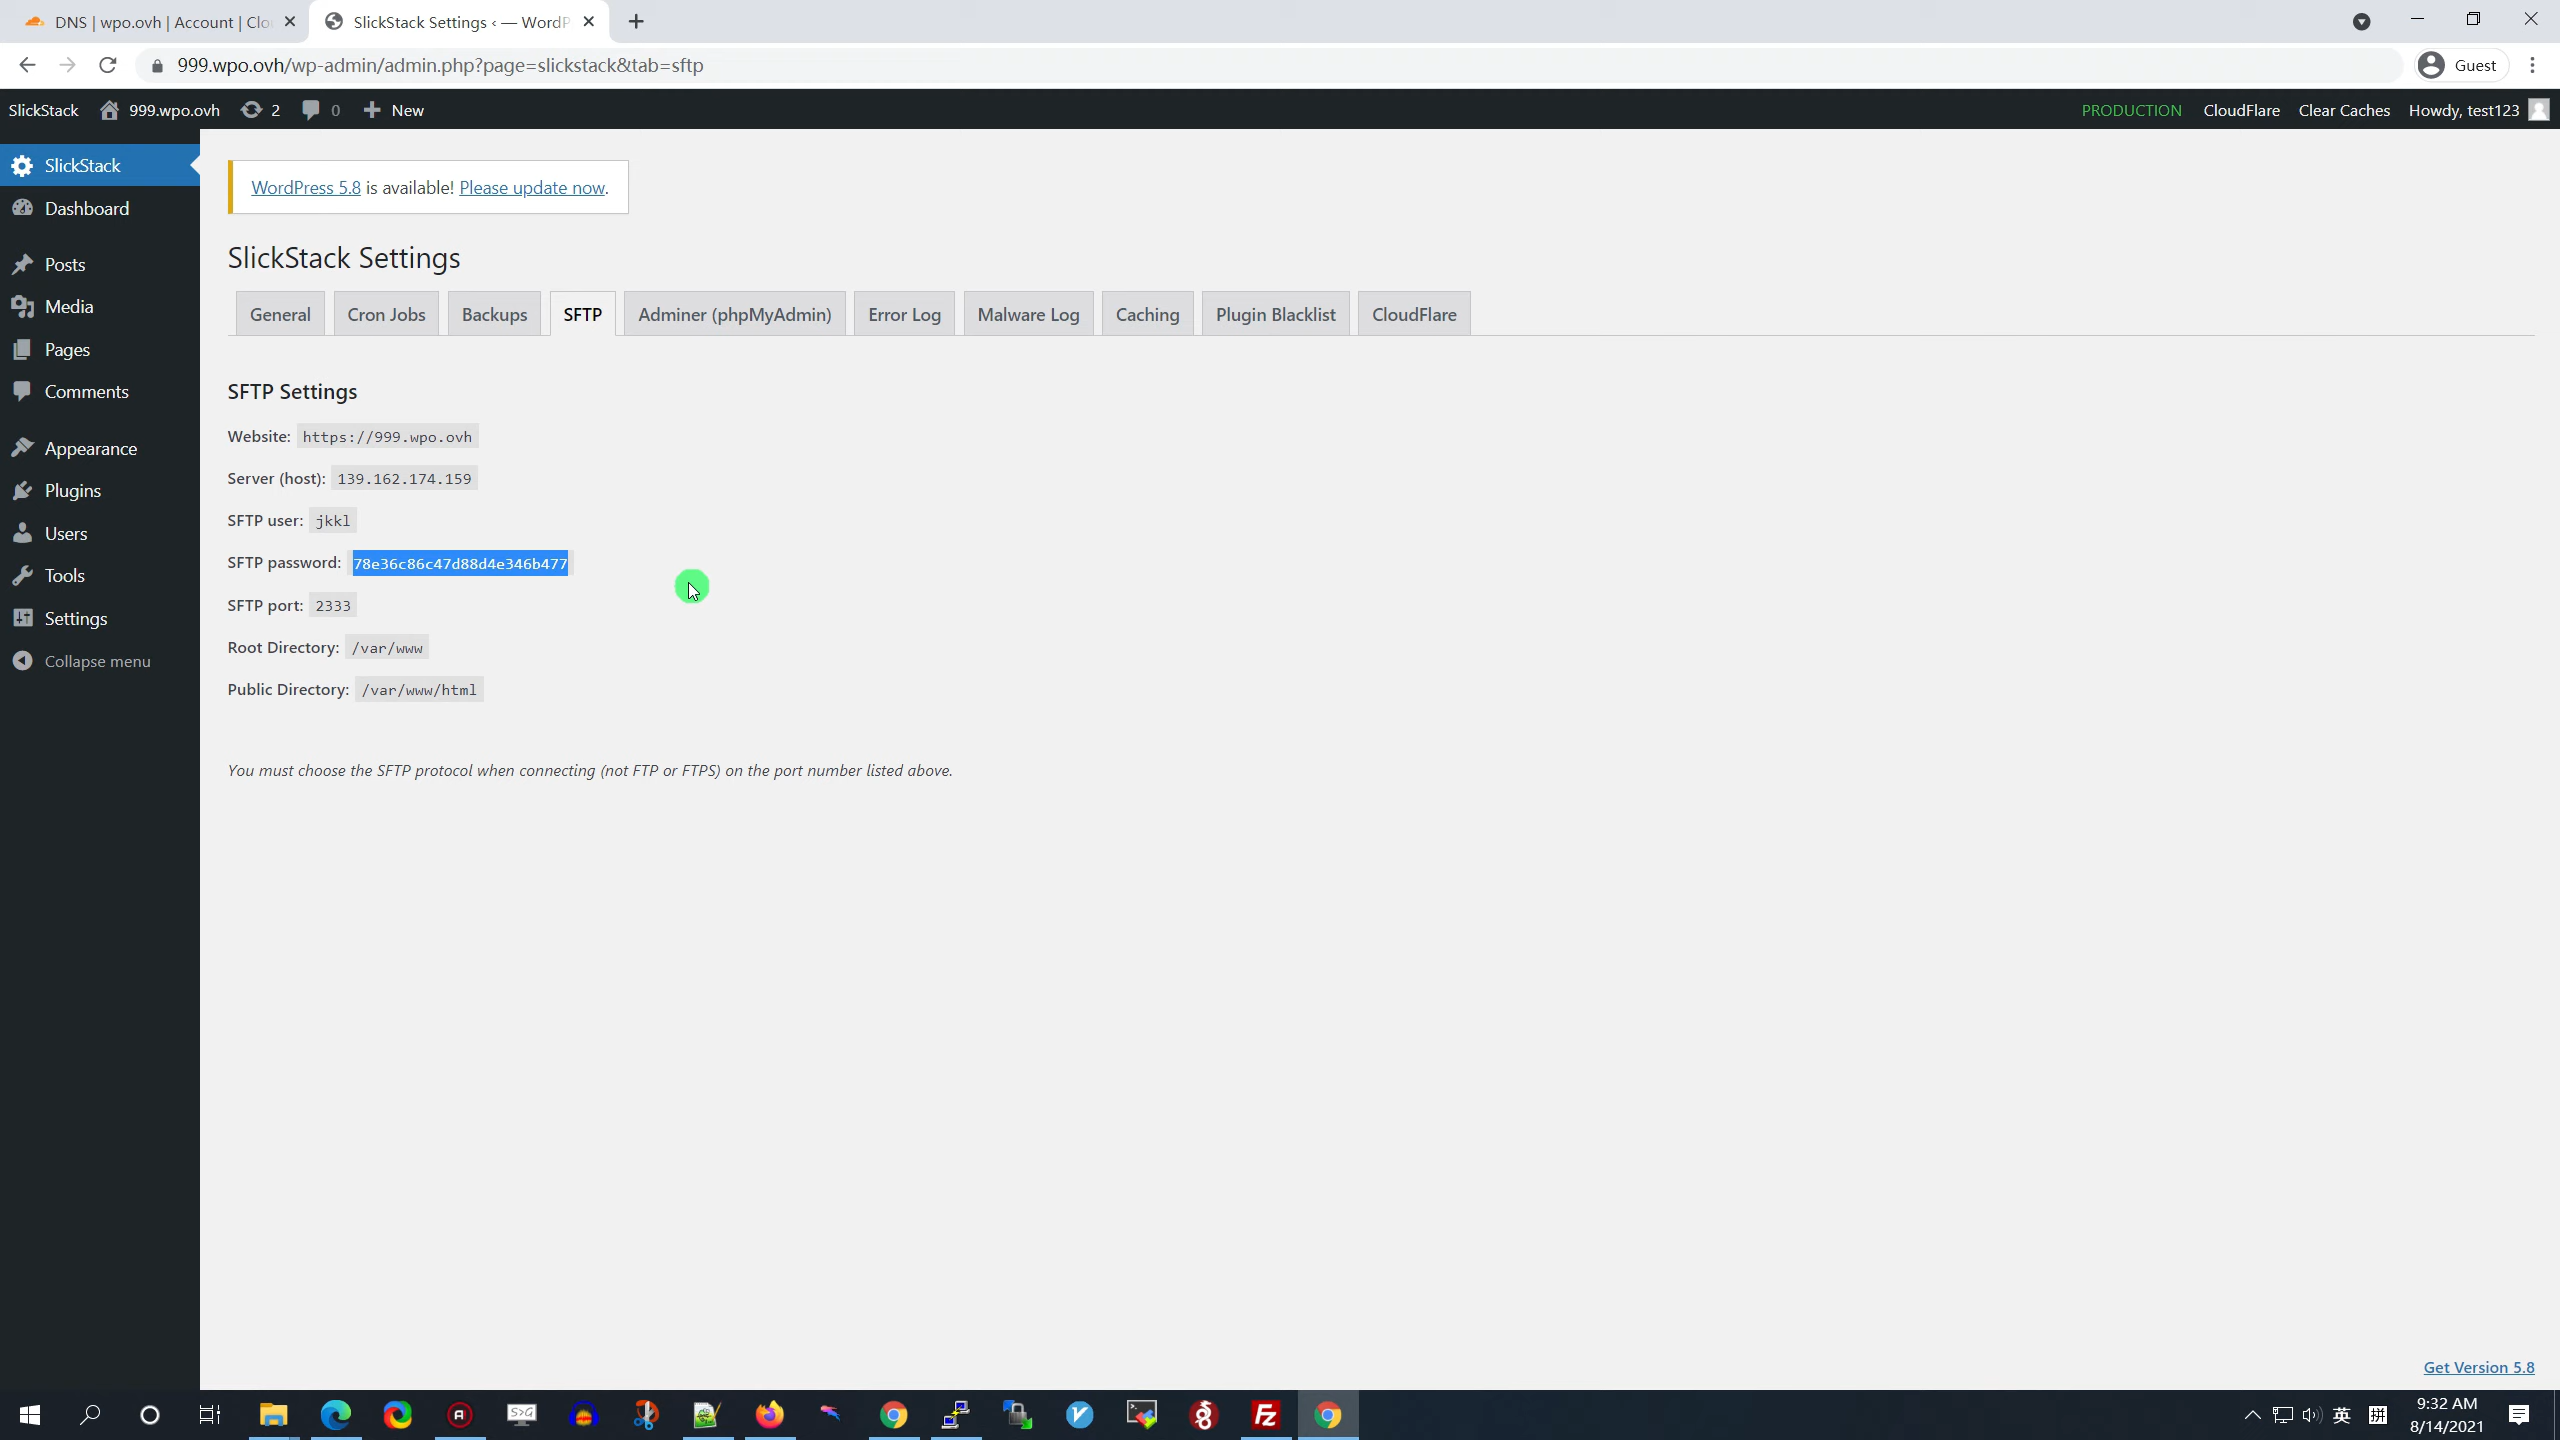 DNS | wpo.ovh | Account | Clo
SlickStack Settings ‹ — WordP
999.wpo.ovh/wp-admin/admin.php?page=slickstack&tab=sftp
Guest
SlickStack
999.wpo.ovh
2
0
New
PRODUCTION
CloudFlare
Clear Caches
Howdy, test123
SlickStack
Dashboard
Posts
Media
Pages
Comments
Appearance
Plugins
Users
Tools
Settings
Collapse menu
WordPress 5.8 is available! Please update now.
SlickStack Settings
General
Cron Jobs
Backups
SFTP
Adminer (phpMyAdmin)
Error Log
Malware Log
Caching
Plugin Blacklist
CloudFlare
SFTP Settings
Website: https://999.wpo.ovh
Server (host): 139.162.174.159
SFTP user: jkkl
SFTP password: 78e36c86c47d88d4e346b477
SFTP port: 2333
Root Directory: /var/www
Public Directory: /var/www/html
You must choose the SFTP protocol when connecting (not FTP or FTPS) on the port number listed above.
Get Version 5.8
S>G
Fz
英
拼
9:32 AM
8/14/2021